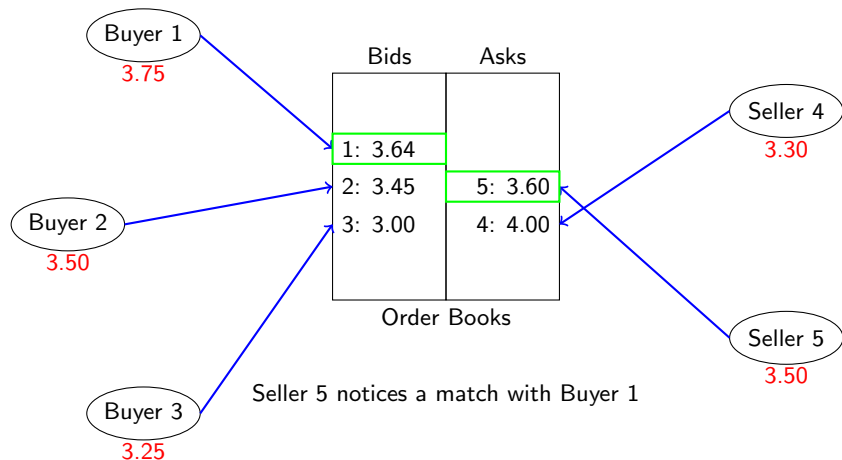 Buyer 1
3.75
Bids
Asks
Seller 4
3.30
1: 3.64
2: 3.45
5: 3.60
3: 3.00
4: 4.00
Buyer 2
3.50
Order Books
Seller 5
3.50
Seller 5 notices a match with Buyer 1
Buyer 3
3.25